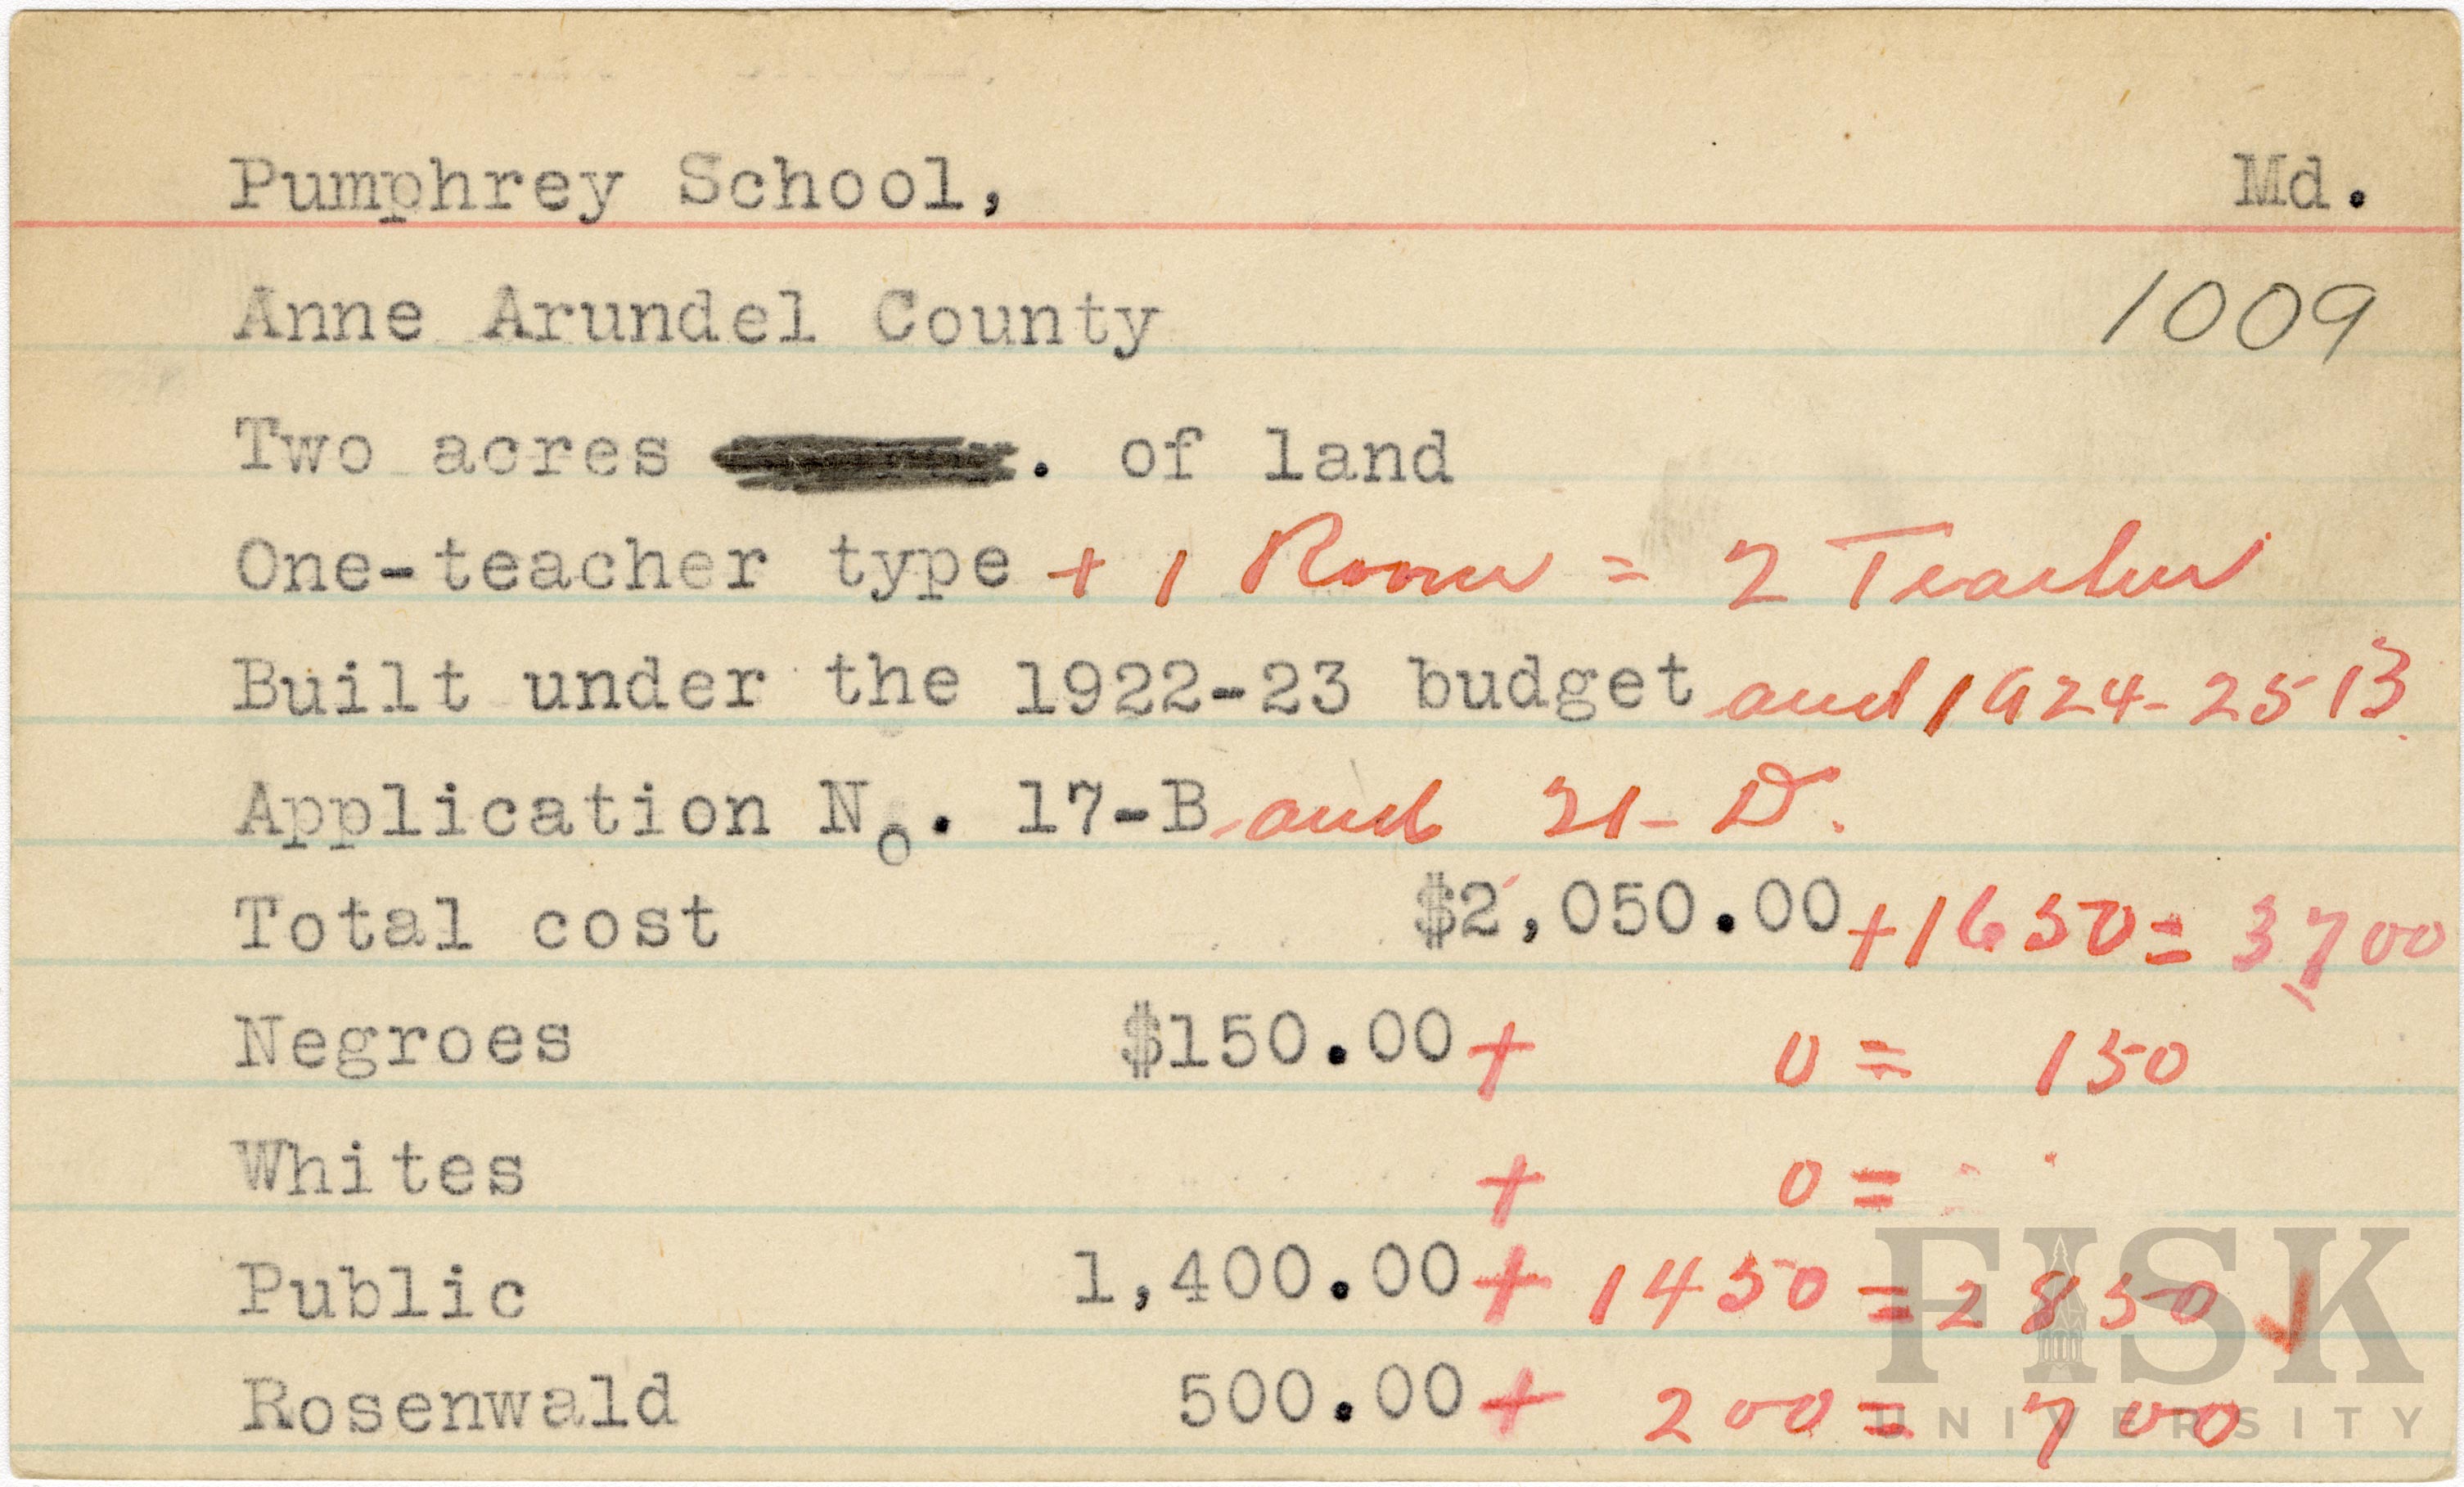 Pumphrey School, Md.
Anne Arundel County 1009
Two acres . of land
One-teacher type + 1 Room = 2 Teacher
Built under the 1922-23 budget and 1924-25 B
Application No. 17-B and 21-D.
Total cost $2,050.00 + 1650 = 3700
Negroes $150.00 + 0 = 150
Whites + 0 =
Public 1,400.00 + 1450 = 2850 ✓
Rosenwald 500.00 + 200 = 700
FISK
UNIVERSITY